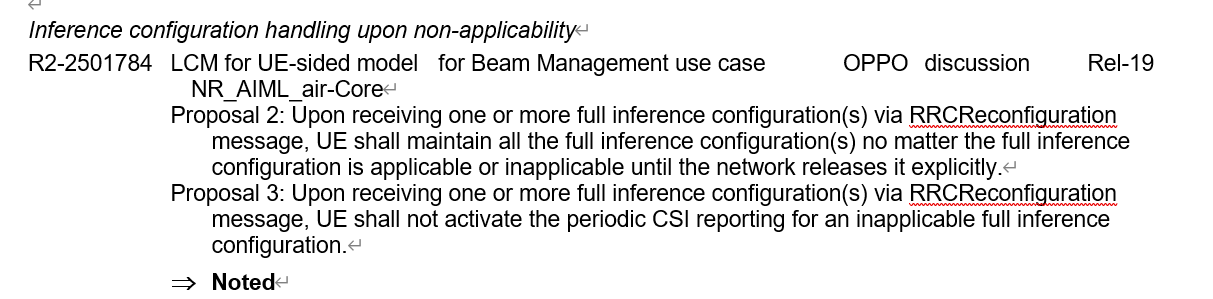 Inference configuration handling upon non-applicability
R2-2501784 LCM for UE-sided model for Beam Management use case OPPO discussion Rel-19
NR_AIML_air-Core
Proposal 2: Upon receiving one or more full inference configuration(s) via RRCReconfiguration
message, UE shall maintain all the full inference configuration(s) no matter the full inference
configuration is applicable or inapplicable until the network releases it explicitly.
Proposal 3: Upon receiving one or more full inference configuration(s) via RRCReconfiguration
message, UE shall not activate the periodic CSI reporting for an inapplicable full inference
configuration.
⇒ Noted